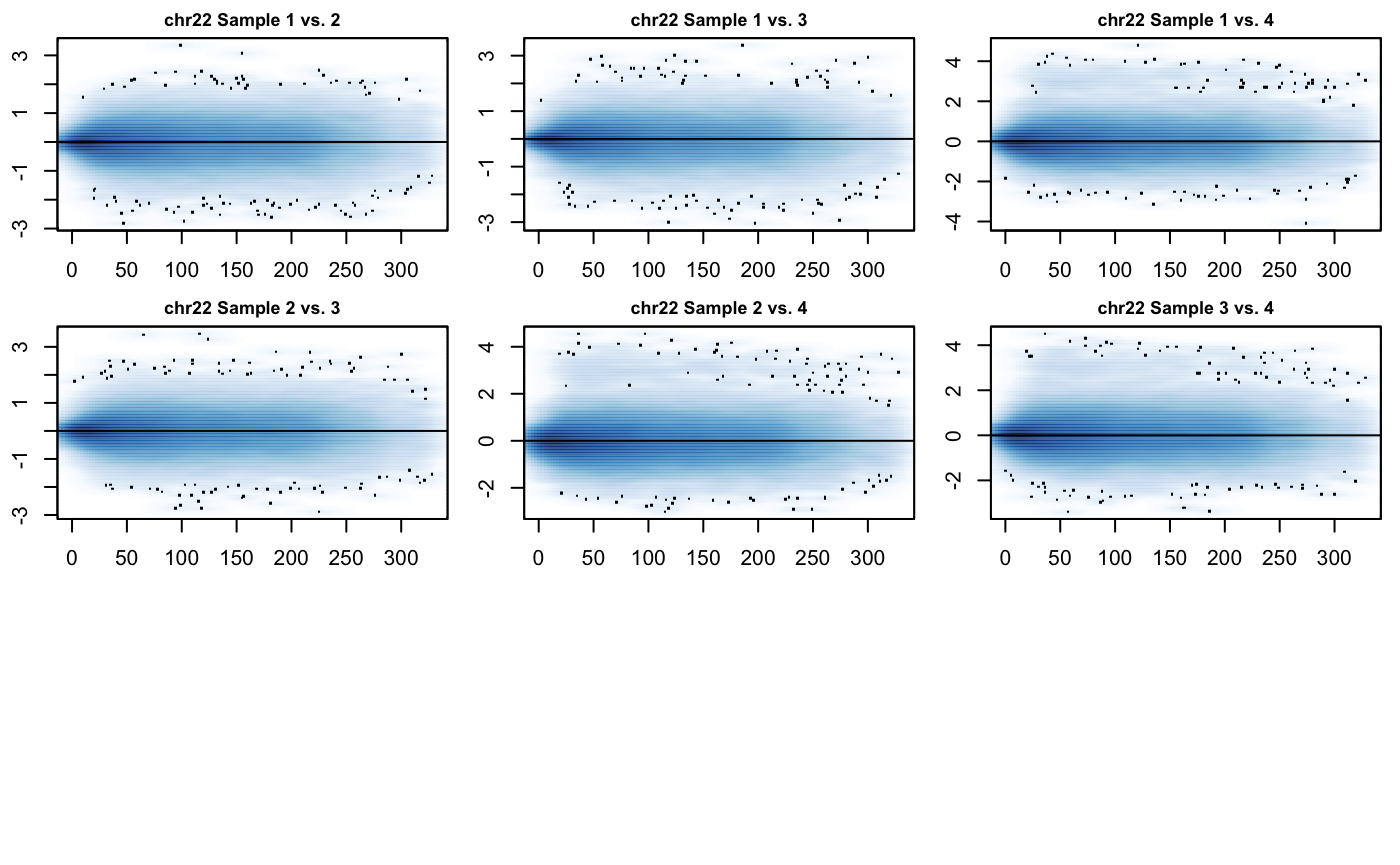 chr22 Sample 1 vs. 2
3
1
-1
-3
0 50 100 150 200 250 300
chr22 Sample 1 vs. 3
3
1
-1
-3
0 50 100 150 200 250 300
chr22 Sample 1 vs. 4
4
2
0
-2
-4
0 50 100 150 200 250 300
chr22 Sample 2 vs. 3
3
1
-1
-3
0 50 100 150 200 250 300
chr22 Sample 2 vs. 4
4
2
0
-2
0 50 100 150 200 250 300
chr22 Sample 3 vs. 4
4
2
0
-2
0 50 100 150 200 250 300